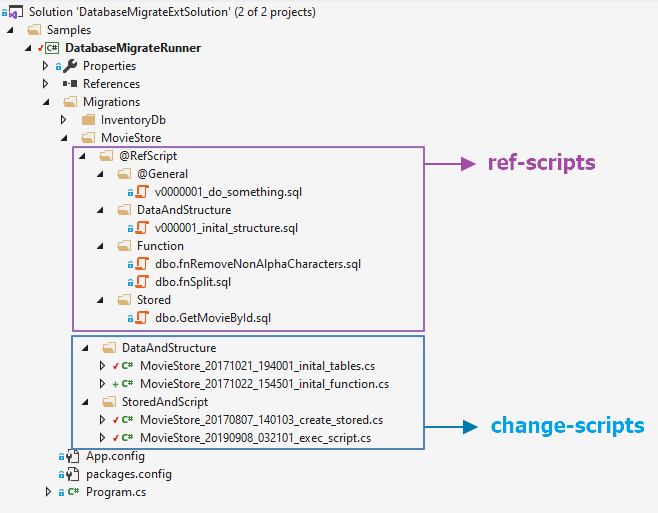 Solution 'DatabaseMigrateExtSolution' (2 of 2 projects)
Samples
C# DatabaseMigrateRunner
Properties
References
Migrations
InventoryDb
MovieStore
@RefScript
ref-scripts
@General
v0000001_do_something.sql
DataAndStructure
v000001_inital_structure.sql
Function
dbo.fnRemoveNonAlphaCharacters.sql
dbo.fnSplit.sql
Stored
dbo.GetMovieById.sql
DataAndStructure
C# MovieStore_20171021_194001_inital_tables.cs
C# MovieStore_20171022_154501_inital_function.cs
StoredAndScript
C# MovieStore_20170807_140103_create_stored.cs
change-scripts
C# MovieStore_20190908_032101_exec_script.cs
App.config
packages.config
C# Program.cs